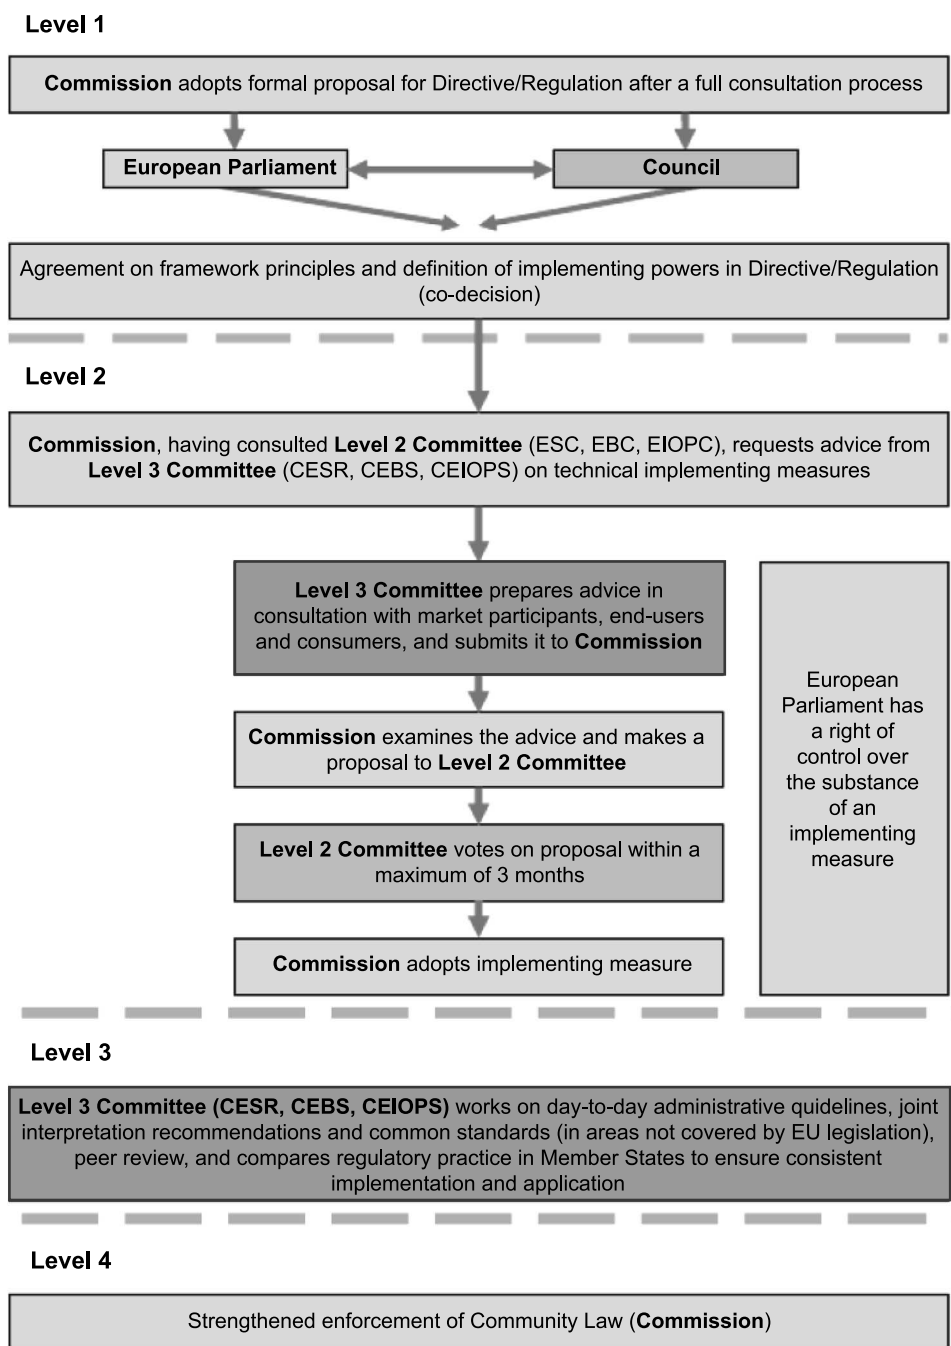 Level 1
Commission adopts formal proposal for Directive/Regulation after a full consultation process
European Parliament
Council
Agreement on framework principles and definition of implementing powers in Directive/Regulation
(co-decision)
Level 2
Commission, having consulted Level 2 Committee (ESC, EBC, EIOPC), requests advice from
Level 3 Committee (CESR, CEBS, CEIOPS) on technical implementing measures
Level 3 Committee prepares advice in
consultation with market participants, end-users
and consumers, and submits it to Commission
Commission examines the advice and makes a
proposal to Level 2 Committee
Level 2 Committee votes on proposal within a
maximum of 3 months
Commission adopts implementing measure
European
Parliament has
a right of
control over
the substance
of an
implementing
measure
Level 3
Level 3 Committee (CESR, CEBS, CEIOPS) works on day-to-day administrative quidelines, joint
interpretation recommendations and common standards (in areas not covered by EU legislation),
peer review, and compares regulatory practice in Member States to ensure consistent
implementation and application
Level 4
Strengthened enforcement of Community Law (Commission)